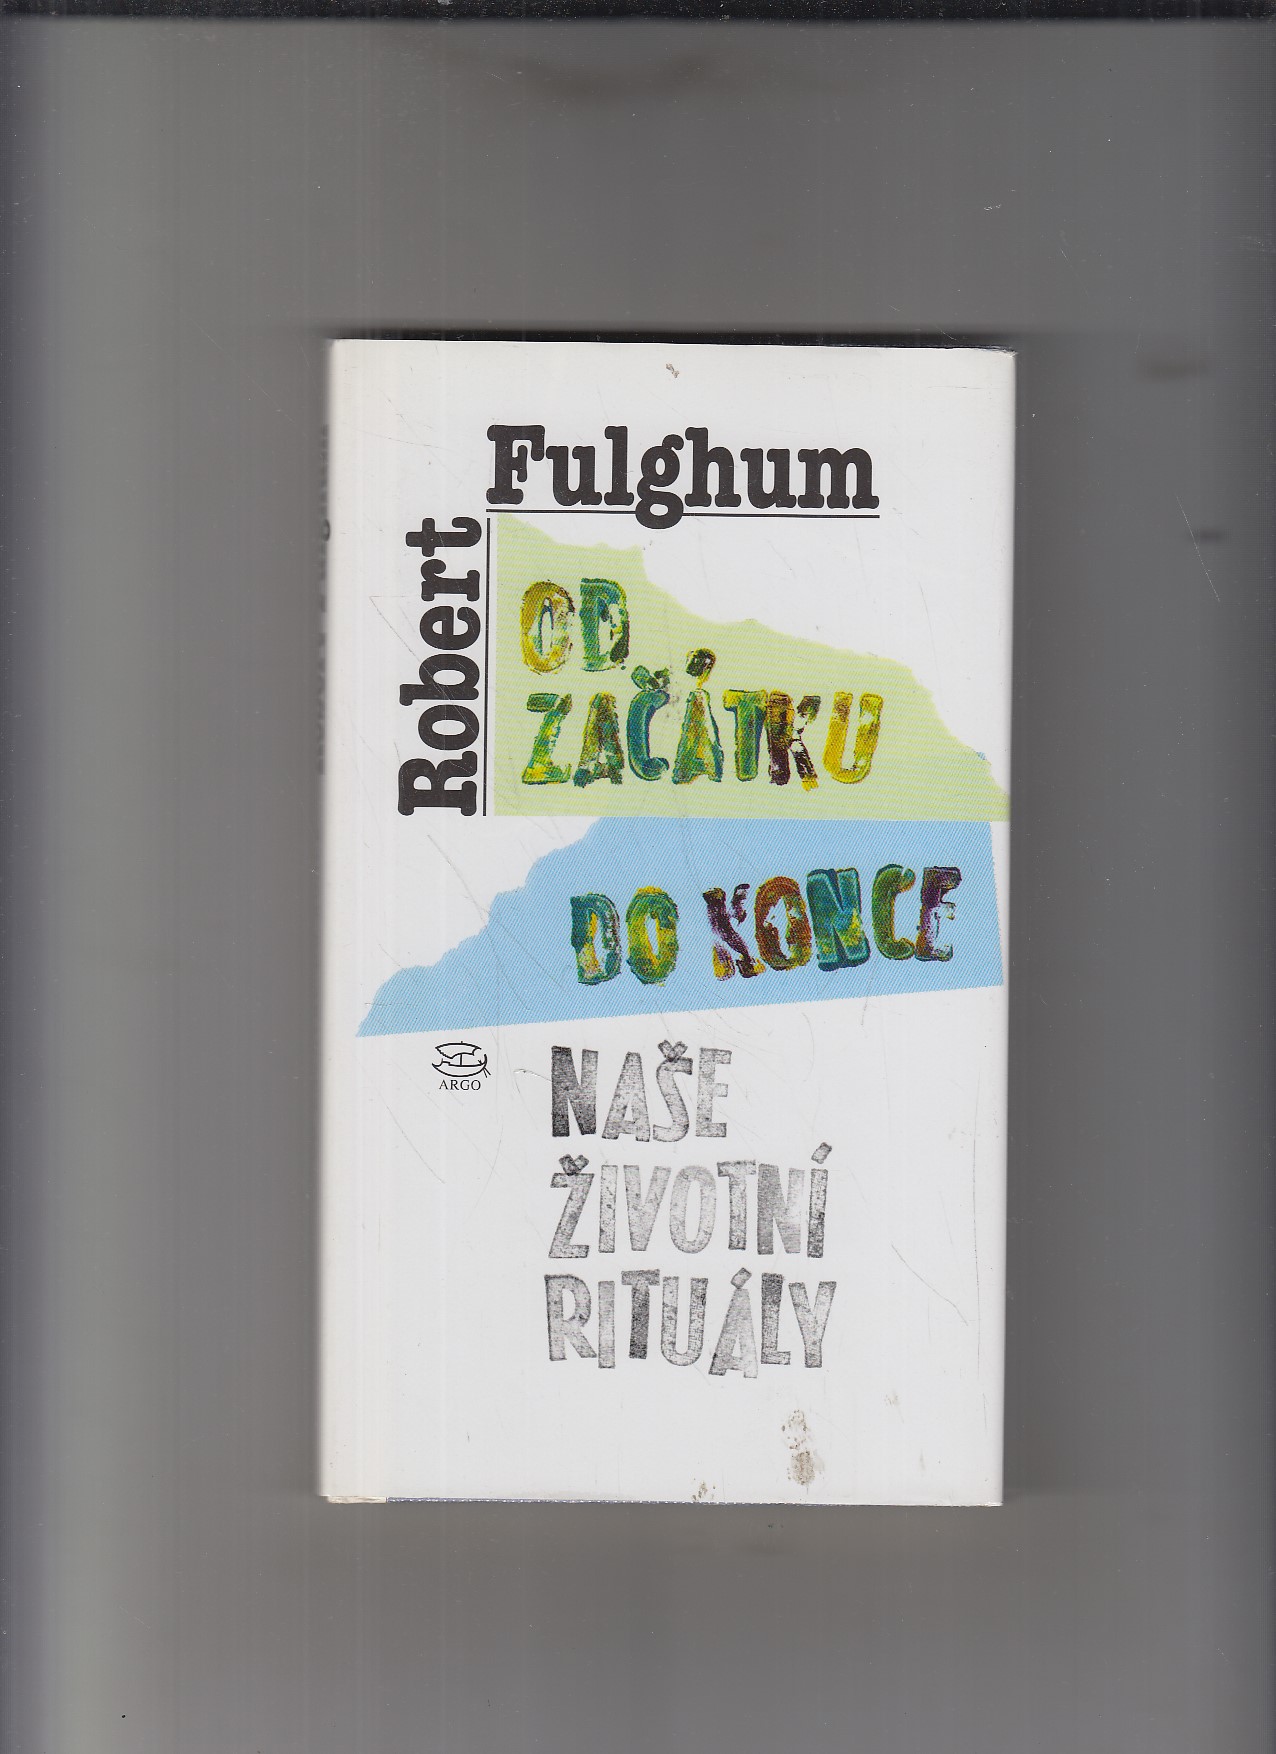 Robert
Fulghum
OD
ZAČÁTKU
DO KONCE
ARGO
NAŠE
ŽIVOTNÍ
RITUÁLY